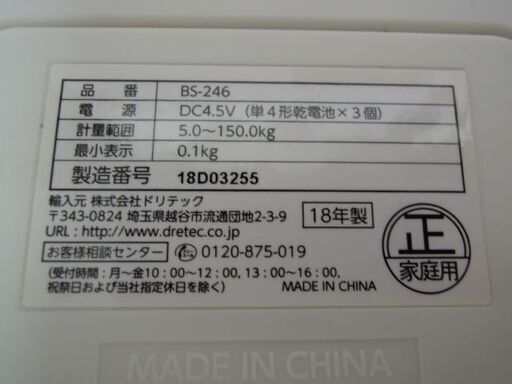 品番 BS-246
電源 DC4.5V（単４形乾電池×３個）
計量範囲 5.0～150.0kg
最小表示 0.1kg
製造番号 18D03255
輸入元 株式会社ドリテック
〒343-0824 埼玉県越谷市流通団地2-3-9
URL : http://www.dretec.co.jp
18年製
正
家庭用
お客様相談センター 0120-875-019
(受付時間：月～金10：00～12：00, 13：00～16：00.
祝祭日および当社指定休日を除く)
MADE IN CHINA
MADE IN CHINA